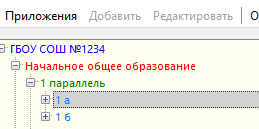 Приложения Добавить Редактировать О
ГБОУ СОШ №1234
Начальное общее образование
1 параллель
1 а
1 б